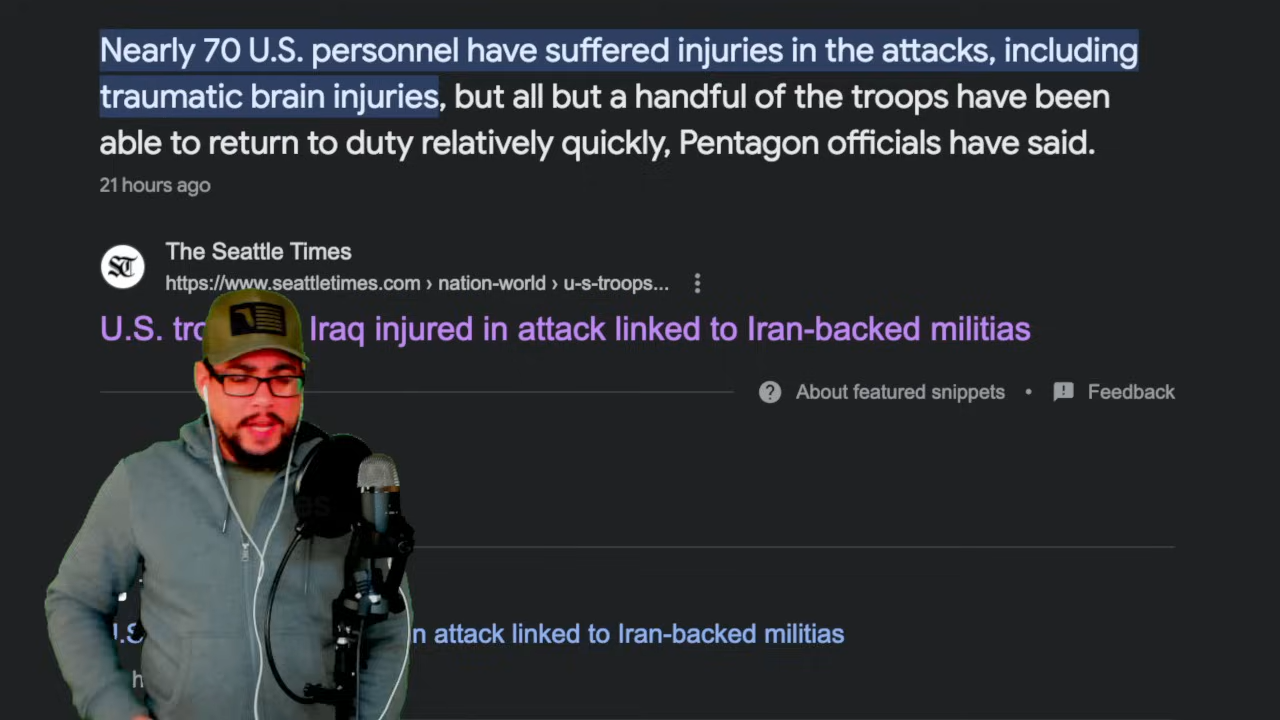 Nearly 70 U.S. personnel have suffered injuries in the attacks, including
traumatic brain injuries, but all but a handful of the troops have been
able to return to duty relatively quickly, Pentagon officials have said.
21 hours ago
The Seattle Times
https://www.seattletimes.com › nation-world › u-s-troops...
U.S. Iraq injured in attack linked to Iran-backed militias
About featured snippets • Feedback
attack linked to Iran-backed militias